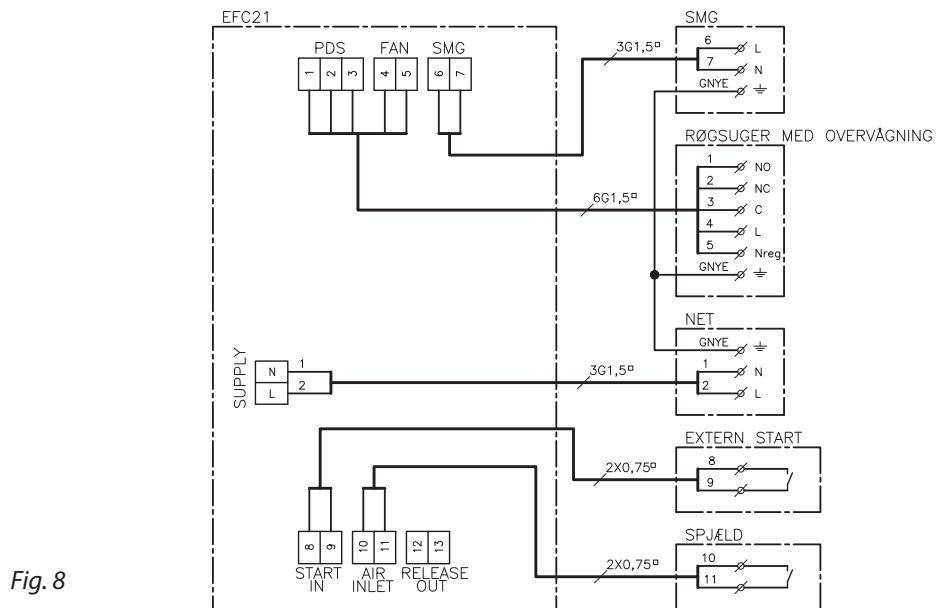 EFC21
PDS FAN SMG
1 2 3 4 5 6 7
SMG
3G1,5▫
6 L
7 N
GNYE
RØGSUGER MED OVERVÅGNING
1 NO
2 NC
6G1,5▫
3 C
4 L
5 Nreg
GNYE
NET
GNYE
SUPPLY
N 1
L 2
3G1,5▫
1 N
2 L
EXTERN START
2X0,75▫
8
9
8 9 10 11 12 13
START IN
AIR INLET
RELEASE OUT
SPJÆLD
2X0,75▫
10
11
Fig. 8